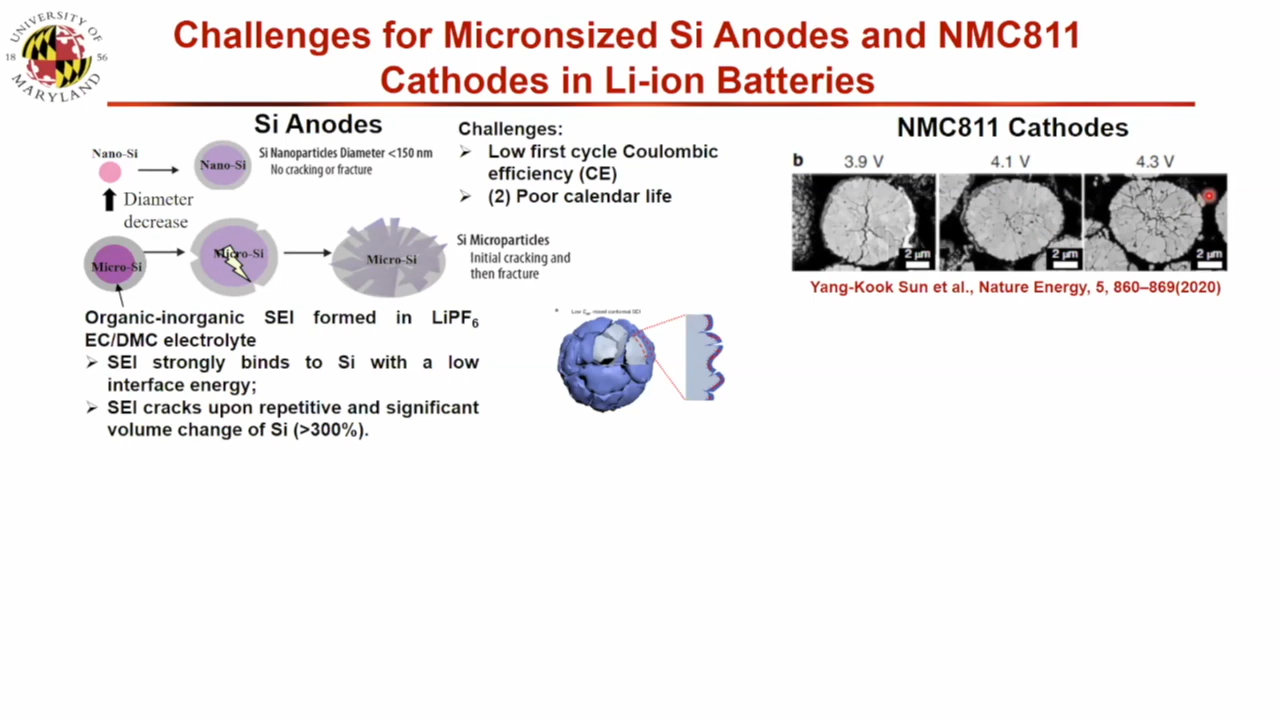 UNIVERSITY OF
18 56
MARYLAND
Challenges for Micronsized Si Anodes and NMC811
Cathodes in Li-ion Batteries
Si Anodes
Nano-Si
Nano-Si
Si Nanoparticles Diameter <150 nm
No cracking or fracture
Diameter
decrease
Micro-Si
Micro-Si
Micro-Si
Si Microparticles
Initial cracking and
then fracture
Challenges:
➢ Low first cycle Coulombic
efficiency (CE)
➢ (2) Poor calendar life
Organic-inorganic SEI formed in LiPF6
EC/DMC electrolyte
➢ SEI strongly binds to Si with a low
interface energy;
➢ SEI cracks upon repetitive and significant
volume change of Si (>300%).
NMC811 Cathodes
b 3.9 V 4.1 V 4.3 V
2 µm 2 µm 2 µm
Yang-Kook Sun et al., Nature Energy, 5, 860–869(2020)